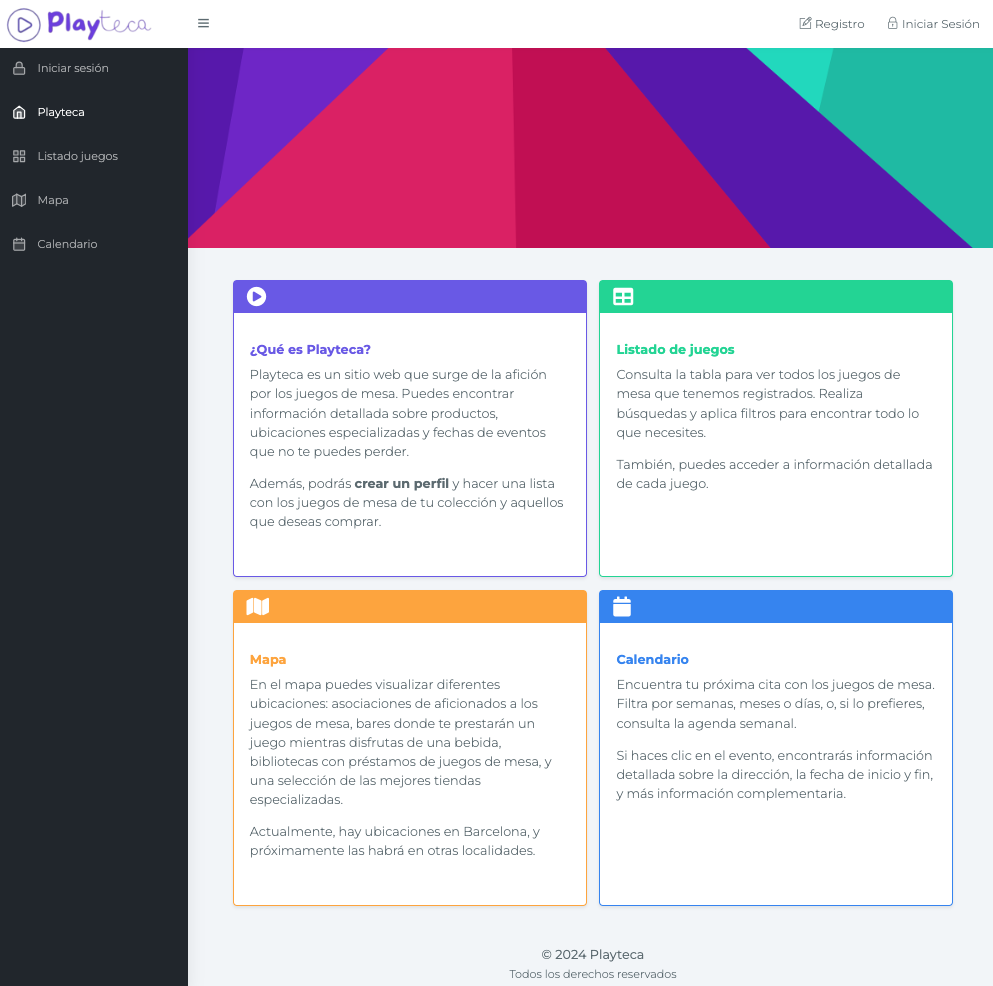 Playteca
Registro
Iniciar Sesión
Iniciar sesión
Playteca
Listado juegos
Mapa
Calendario
¿Qué es Playteca?
Playteca es un sitio web que surge de la afición
por los juegos de mesa. Puedes encontrar
información detallada sobre productos,
ubicaciones especializadas y fechas de eventos
que no te puedes perder.
Además, podrás crear un perfil y hacer una lista
con los juegos de mesa de tu colección y aquellos
que deseas comprar.
Listado de juegos
Consulta la tabla para ver todos los juegos de
mesa que tenemos registrados. Realiza
búsquedas y aplica filtros para encontrar todo lo
que necesites.
También, puedes acceder a información detallada
de cada juego.
Mapa
En el mapa puedes visualizar diferentes
ubicaciones: asociaciones de aficionados a los
juegos de mesa, bares donde te prestarán un
juego mientras disfrutas de una bebida,
bibliotecas con préstamos de juegos de mesa, y
una selección de las mejores tiendas
especializadas.
Actualmente, hay ubicaciones en Barcelona, y
próximamente las habrá en otras localidades.
Calendario
Encuentra tu próxima cita con los juegos de mesa.
Filtra por semanas, meses o días, o, si lo prefieres,
consulta la agenda semanal.
Si haces clic en el evento, encontrarás información
detallada sobre la dirección, la fecha de inicio y fin,
y más información complementaria.
© 2024 Playteca
Todos los derechos reservados